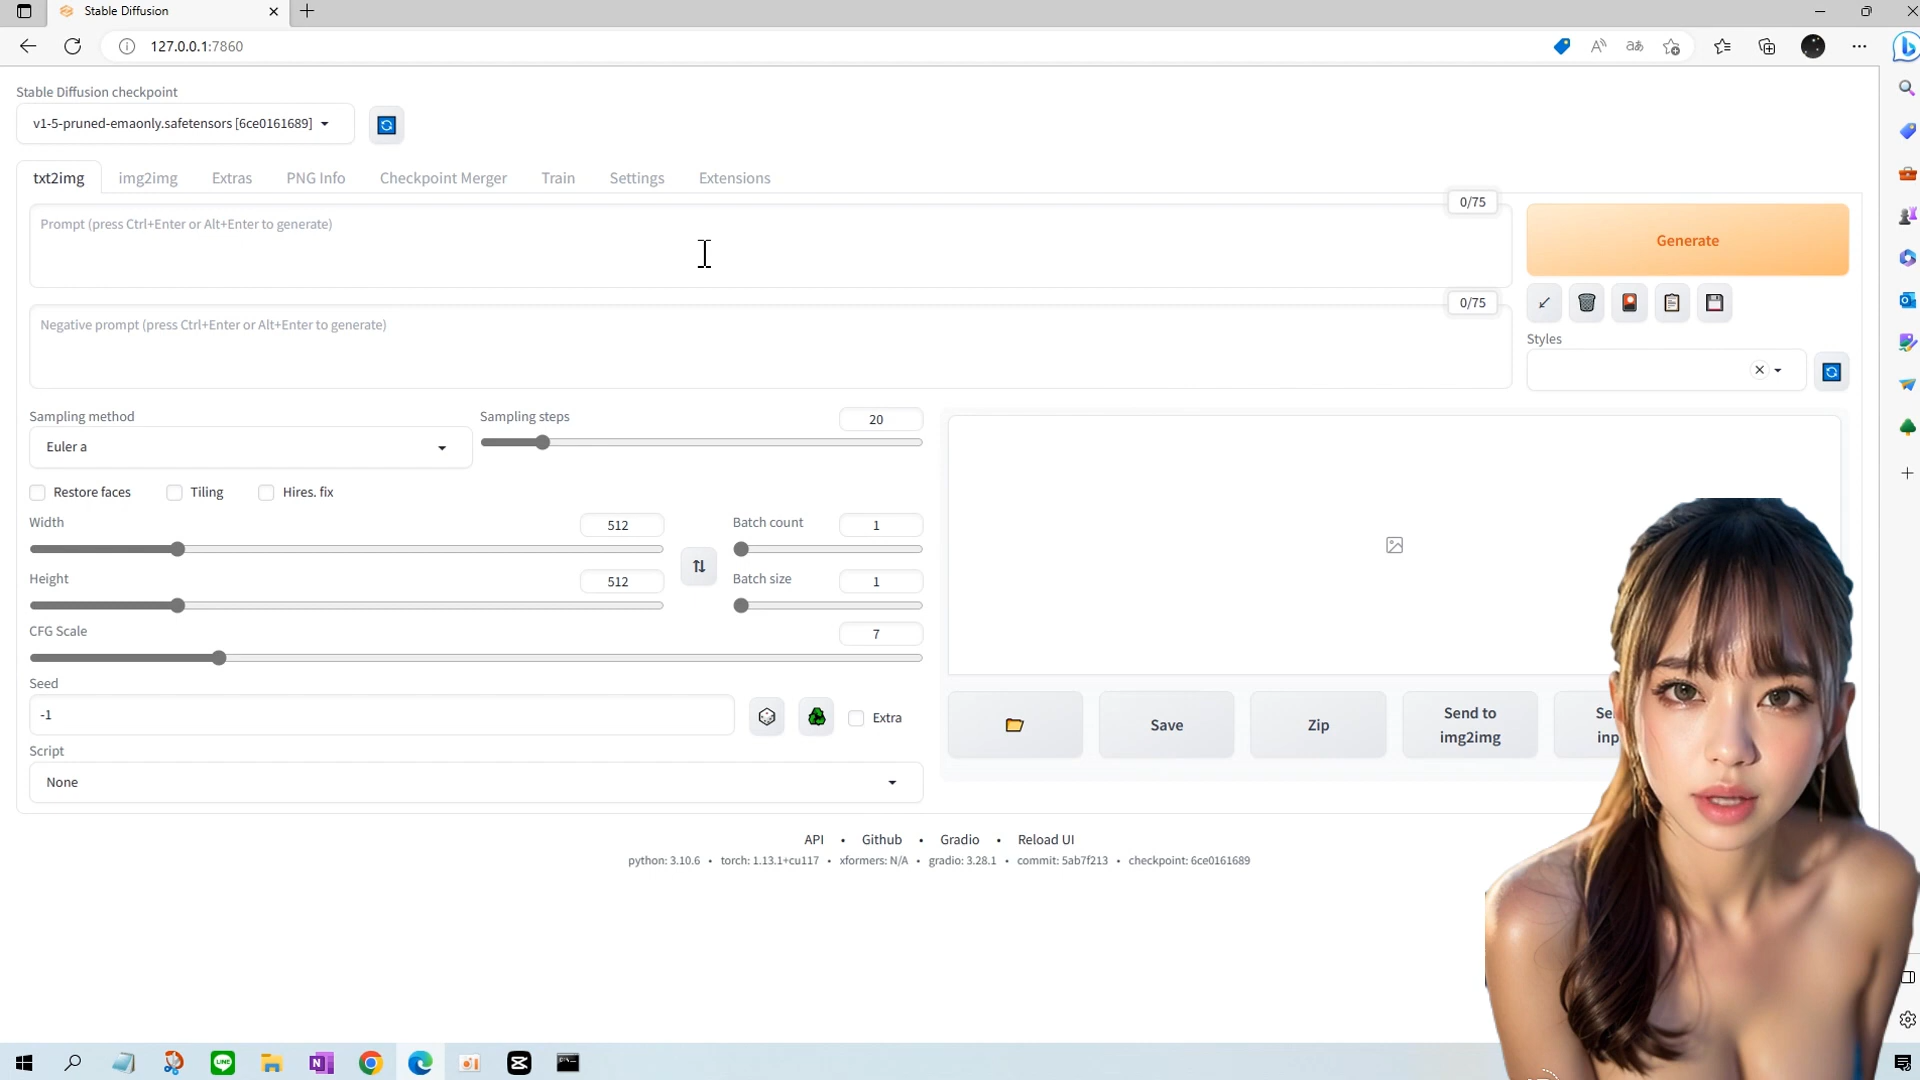 Stable Diffusion
127.0.0.1:7860
Stable Diffusion checkpoint
v1-5-pruned-emaonly.safetensors [6ce0161689]
txt2img img2img Extras PNG Info Checkpoint Merger Train Settings Extensions
0/75
Prompt (press Ctrl+Enter or Alt+Enter to generate)
Generate
0/75
Negative prompt (press Ctrl+Enter or Alt+Enter to generate)
Styles
Sampling method
Euler a
Sampling steps
20
Restore faces Tiling Hires. fix
Width
512
Batch count
1
Height
512
Batch size
1
CFG Scale
7
Seed
-1
Extra
Save
Zip
Send to
img2img
Se
inp
Script
None
API • Github • Gradio • Reload UI
python: 3.10.6 • torch: 1.13.1+cu117 • xformers: N/A • gradio: 3.28.1 • commit: 5ab7f213 • checkpoint: 6ce0161689